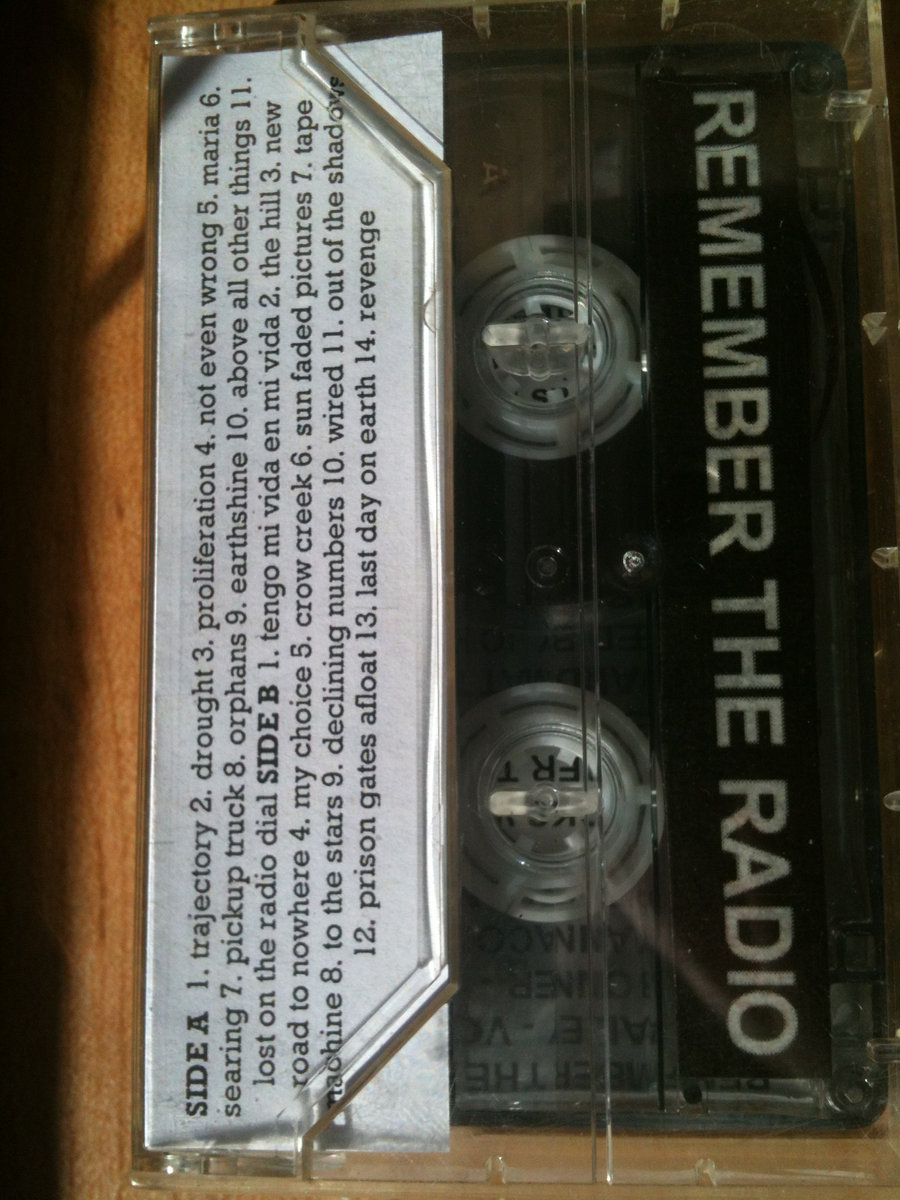 SIDE A 1. trajectory 2. drought 3. proliferation 4. not even wrong 5. maria 6.
searing 7. pickup truck 8. orphans 9. earthshine 10. above all other things 11.
lost on the radio dial SIDE B 1. tengo mi vida en mi vida 2. the hill 3. new
road to nowhere 4. my choice 5. crow creek 6. sun faded pictures 7. tape
machine 8. to the stars 9. declining numbers 10. wired 11. out of the shadows
12. prison gates afloat 13. last day on earth 14. revenge
A
REMEMBER THE RADIO